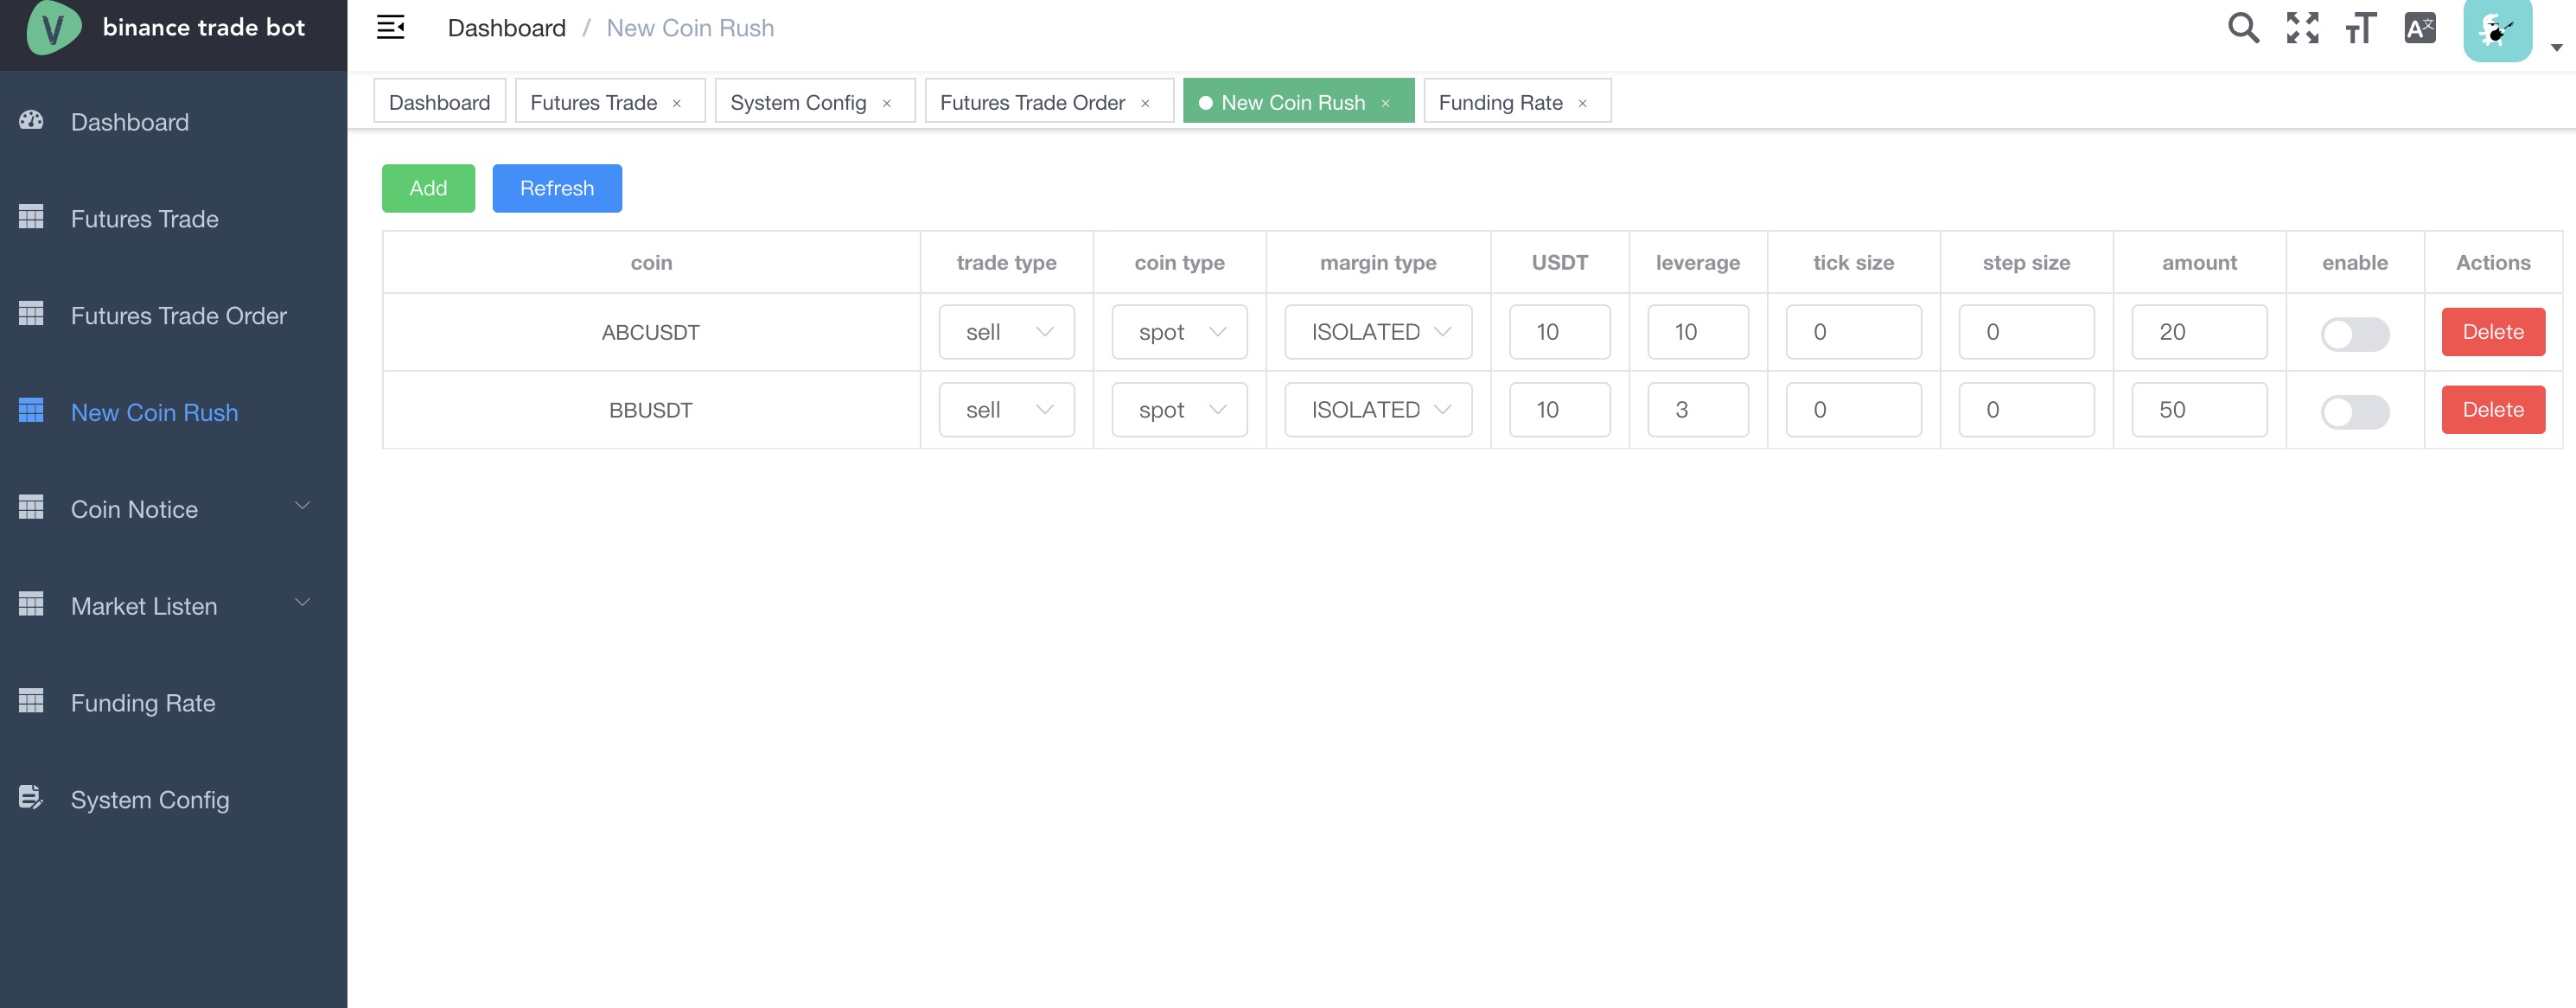 V binance trade bot
Dashboard / New Coin Rush
Dashboard
Futures Trade
Futures Trade Order
New Coin Rush
Coin Notice
Market Listen
Funding Rate
System Config
Dashboard Futures Trade × System Config × Futures Trade Order × New Coin Rush × Funding Rate ×
Add Refresh
coin trade type coin type margin type USDT leverage tick size step size amount enable Actions
ABCUSDT sell spot ISOLATED 10 10 0 0 20 Delete
BBUSDT sell spot ISOLATED 10 3 0 0 50 Delete